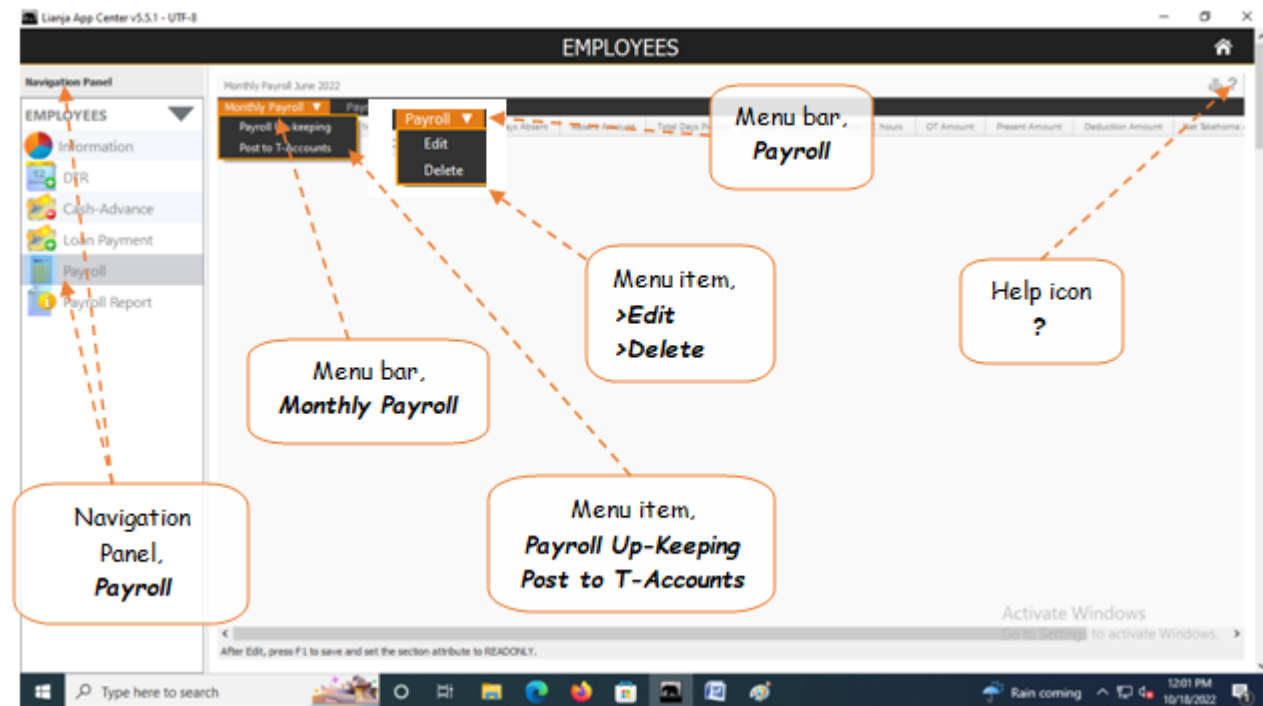 Lianja App Center v5.5.1 - UTF-8
EMPLOYEES
Navigation Panel
Monthly Payroll June 2022
?
EMPLOYEES
Monthly Payroll
Payroll
Edit
Delete
Payroll Up-keeping
Post to T-Accounts
Absent Amount
Total Days
hours
OT Amount
Present Amount
Deduction Amount
Net Takehome
Information
DTR
Cash-Advance
Loan Payment
Payroll
Payroll Report
Menu bar,
Payroll
Menu item,
>Edit
>Delete
Help icon
?
Menu bar,
Monthly Payroll
Navigation
Panel,
Payroll
Menu item,
Payroll Up-Keeping
Post to T-Accounts
Activate Windows
Go to Settings to activate Windows.
After Edit, press F1 to save and set the section attribute to READONLY.
Type here to search
Rain coming
12:01 PM
10/18/2022